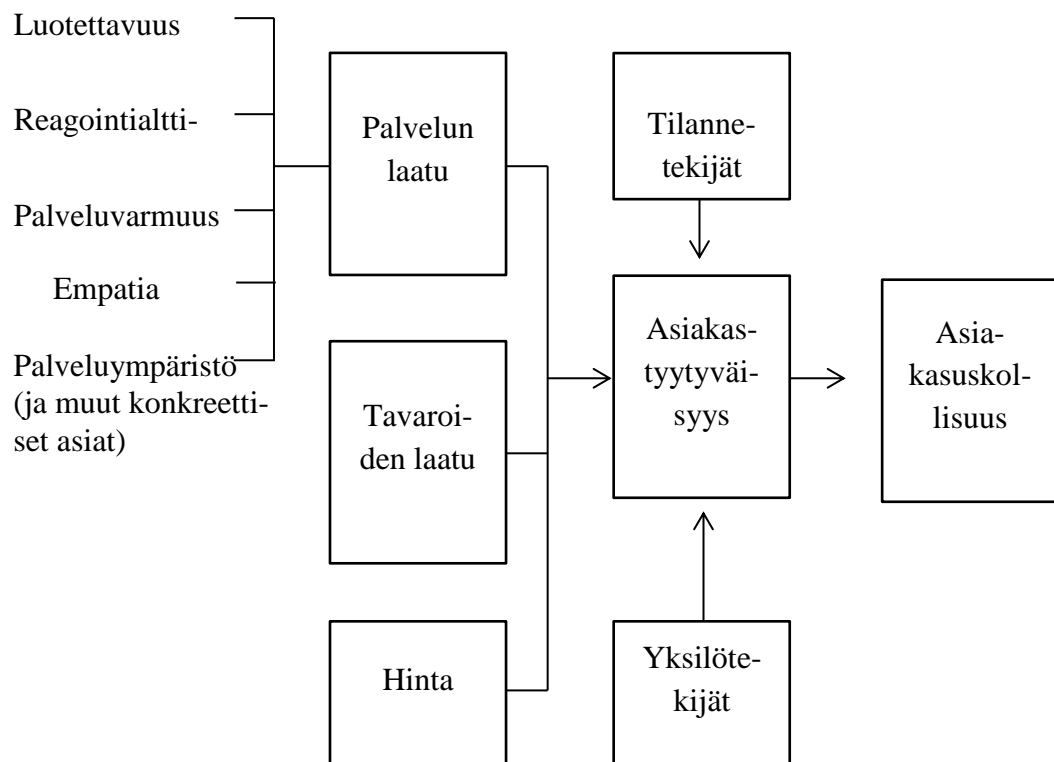 Luotettavuus
Reagointialtti-
Palveluvarmuus
Empatia
Palveluympäristö
(ja muut konkreetti-
set asiat)
Palvelun
laatu
Tavaroi-
den laatu
Hinta
Tilanne-
tekijät
Asiakas-
tyytyväi-
syys
Yksilöte-
kijät
Asia-
kasuskol-
lisuus